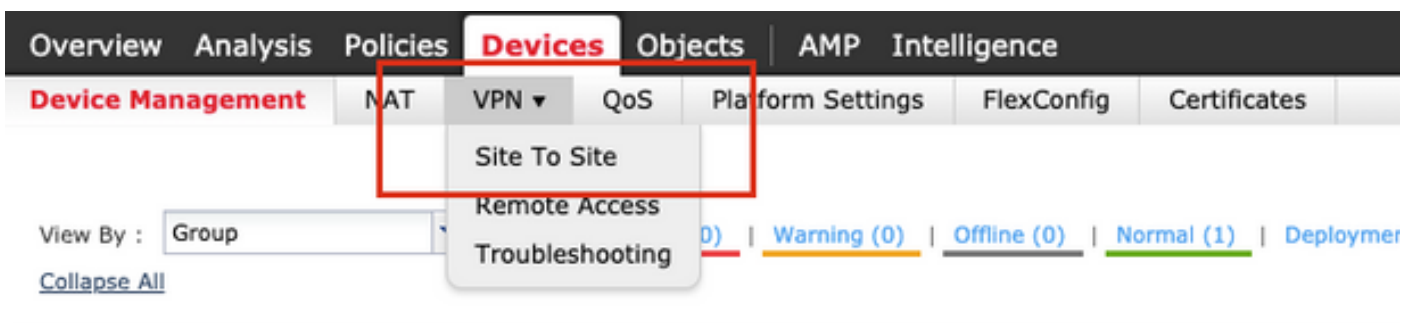 Overview Analysis Policies Devices Objects AMP Intelligence
Device Management NAT VPN ▾ QoS Platform Settings FlexConfig Certificates
Site To Site
Remote Access
View By : Group 0) | Warning (0) | Offline (0) | Normal (1) | Deploymer
Troubleshooting
Collapse All